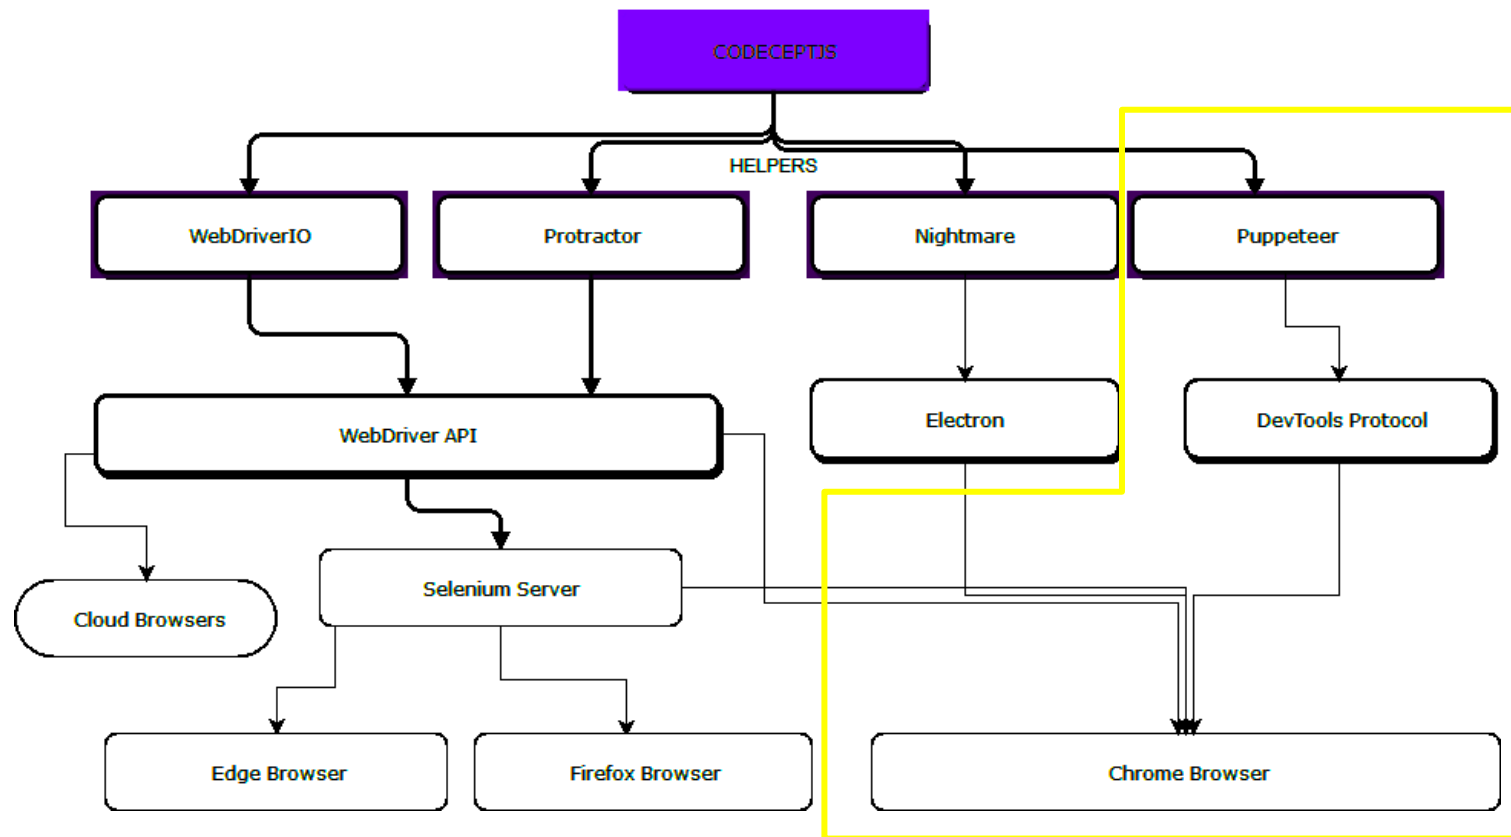 CODECEPTJS
HELPERS
WebDriverIO
Protractor
Nightmare
Puppeteer
WebDriver API
Electron
DevTools Protocol
Selenium Server
Cloud Browsers
Edge Browser
Firefox Browser
Chrome Browser